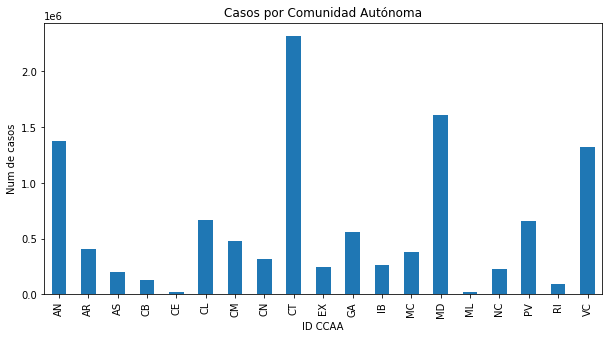 Casos por Comunidad Autónoma
1e6
2.0
1.5
1.0
0.5
0.0
Num de casos
AN AR AS CB CE CL CM CN CT EX GA IB MC MD ML NC PV RI VC
ID CCAA